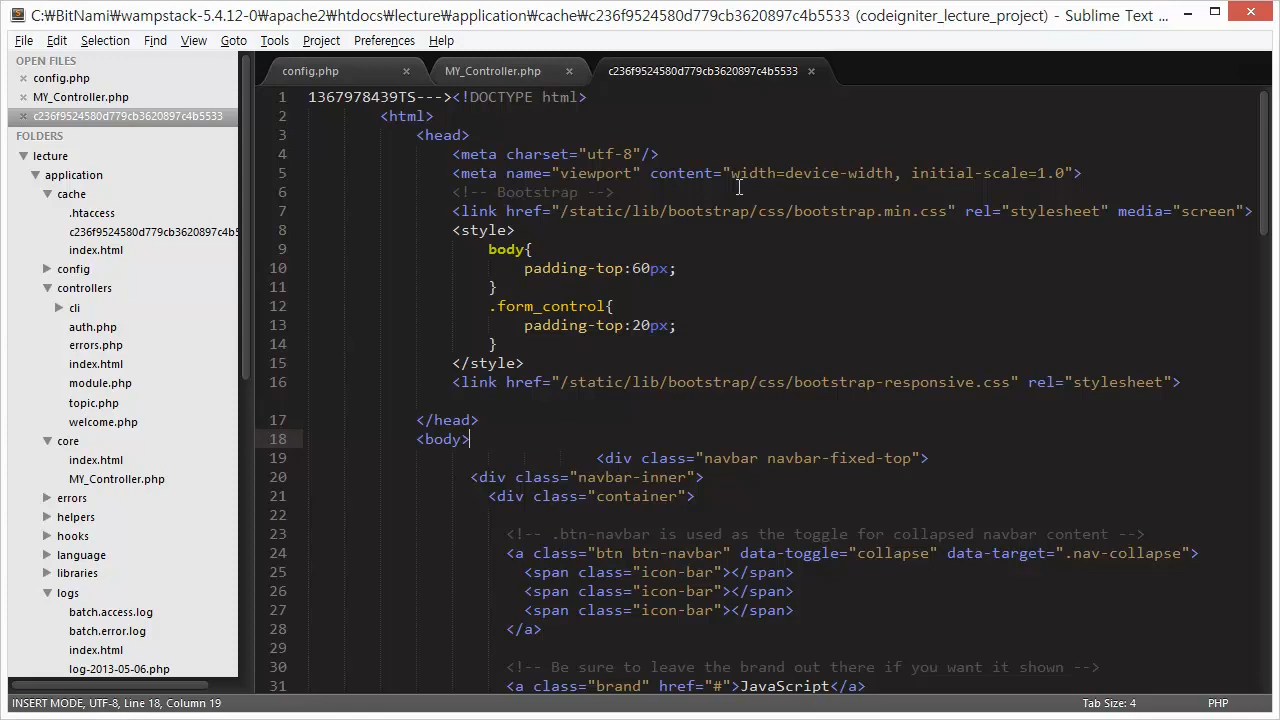 C:₩BitNami₩wampstack-5.4.12-0₩apache2₩htdocs₩lecture₩application₩cache₩c236f9524580d779cb3620897c4b5533 (codeigniter_lecture_project) - Sublime Text ...
File Edit Selection Find View Goto Tools Project Preferences Help
OPEN FILES
config.php
MY_Controller.php
c236f9524580d779cb3620897c4b5533
FOLDERS
lecture
application
cache
.htaccess
c236f9524580d779cb3620897c4b5
index.html
config
controllers
cli
auth.php
errors.php
index.html
module.php
topic.php
welcome.php
core
index.html
MY_Controller.php
errors
helpers
hooks
language
libraries
logs
batch.access.log
batch.error.log
index.html
log-2013-05-06.php
config.php MY_Controller.php c236f9524580d779cb3620897c4b5533
1 1367978439TS---><!DOCTYPE html>
2 <html>
3 <head>
4 <meta charset="utf-8"/>
5 <meta name="viewport" content="width=device-width, initial-scale=1.0">
6 <!-- Bootstrap -->
7 <link href="/static/lib/bootstrap/css/bootstrap.min.css" rel="stylesheet" media="screen">
8 <style>
9 body{
10 padding-top:60px;
11 }
12 .form_control{
13 padding-top:20px;
14 }
15 </style>
16 <link href="/static/lib/bootstrap/css/bootstrap-responsive.css" rel="stylesheet">
17 </head>
18 <body>
19 <div class="navbar navbar-fixed-top">
20 <div class="navbar-inner">
21 <div class="container">
22
23 <!-- .btn-navbar is used as the toggle for collapsed navbar content -->
24 <a class="btn btn-navbar" data-toggle="collapse" data-target=".nav-collapse">
25 <span class="icon-bar"></span>
26 <span class="icon-bar"></span>
27 <span class="icon-bar"></span>
28 </a>
29
30 <!-- Be sure to leave the brand out there if you want it shown -->
31 <a class="brand" href="#">JavaScript</a>
INSERT MODE, UTF-8, Line 18, Column 19 Tab Size: 4 PHP